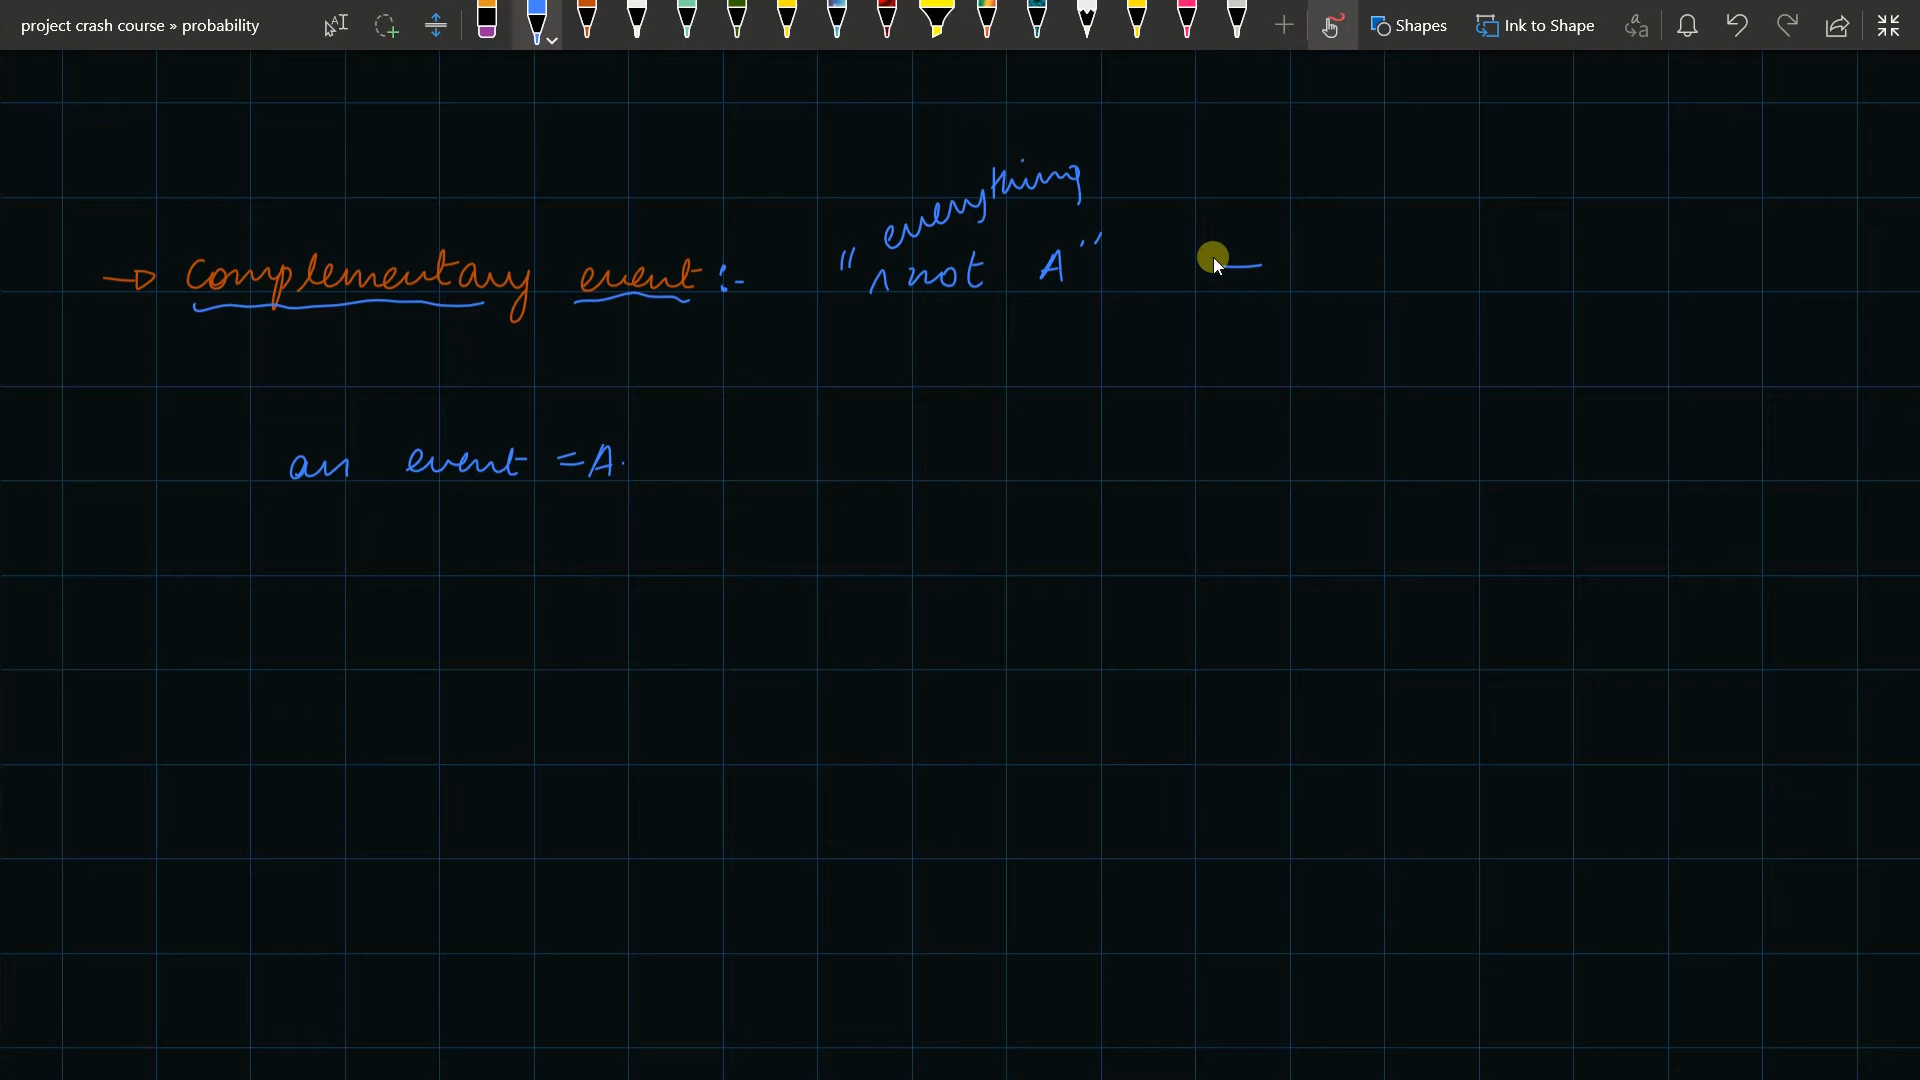 project crash course » probability
Shapes
Ink to Shape
everything
→ complementary event :- " ^ not A"
an event = A.